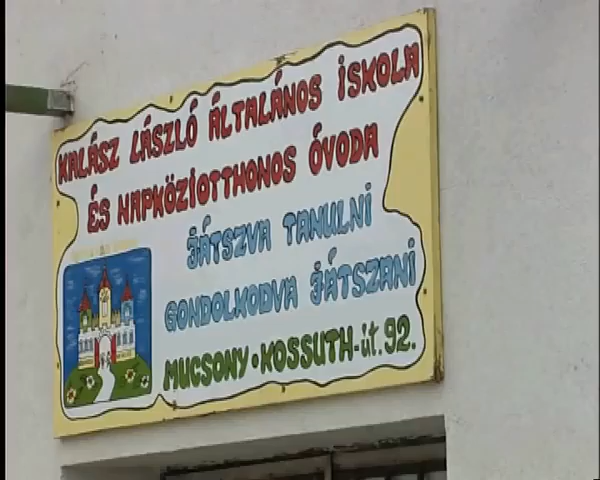 KALÁSZ LÁSZLÓ ÁLTALÁNOS ISKOLA
ÉS NAPKÖZIOTTHONOS ÓVODA
JÁTSZVA TANULNI
GONDOLKODVA JÁTSZANI
MUCSONY • KOSSUTH-út. 92.